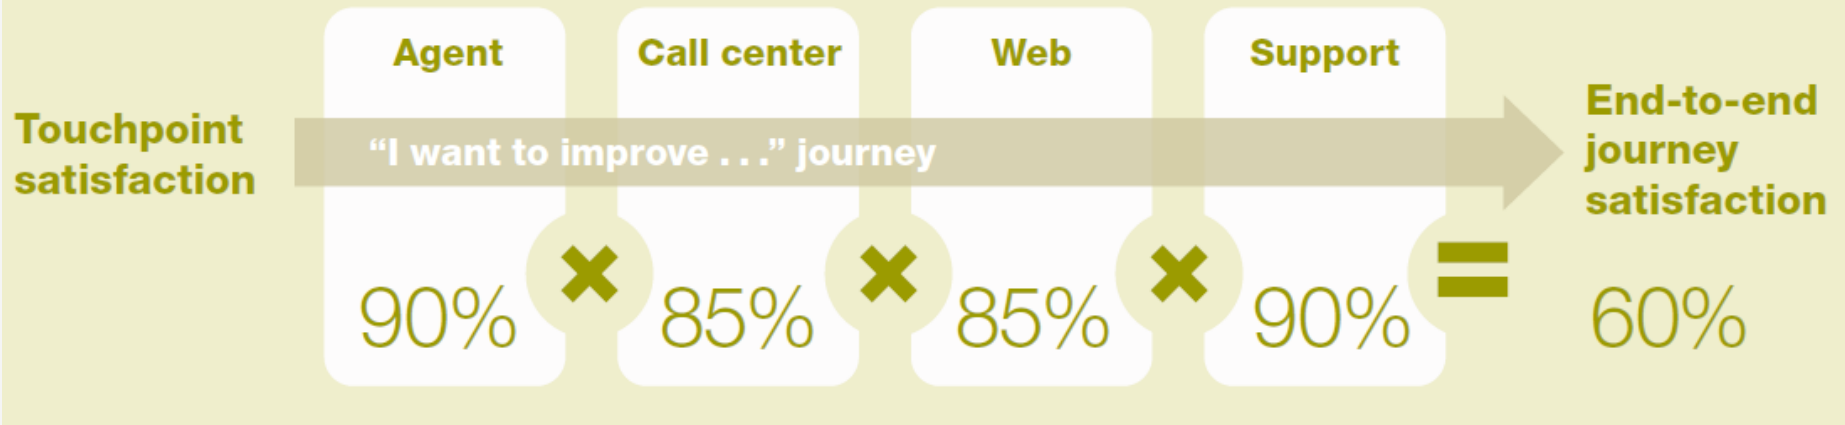 Agent
Call center
Web
Support
Touchpoint
satisfaction
“I want to improve . . .” journey
End-to-end
journey
satisfaction
90% × 85% × 85% × 90% = 60%